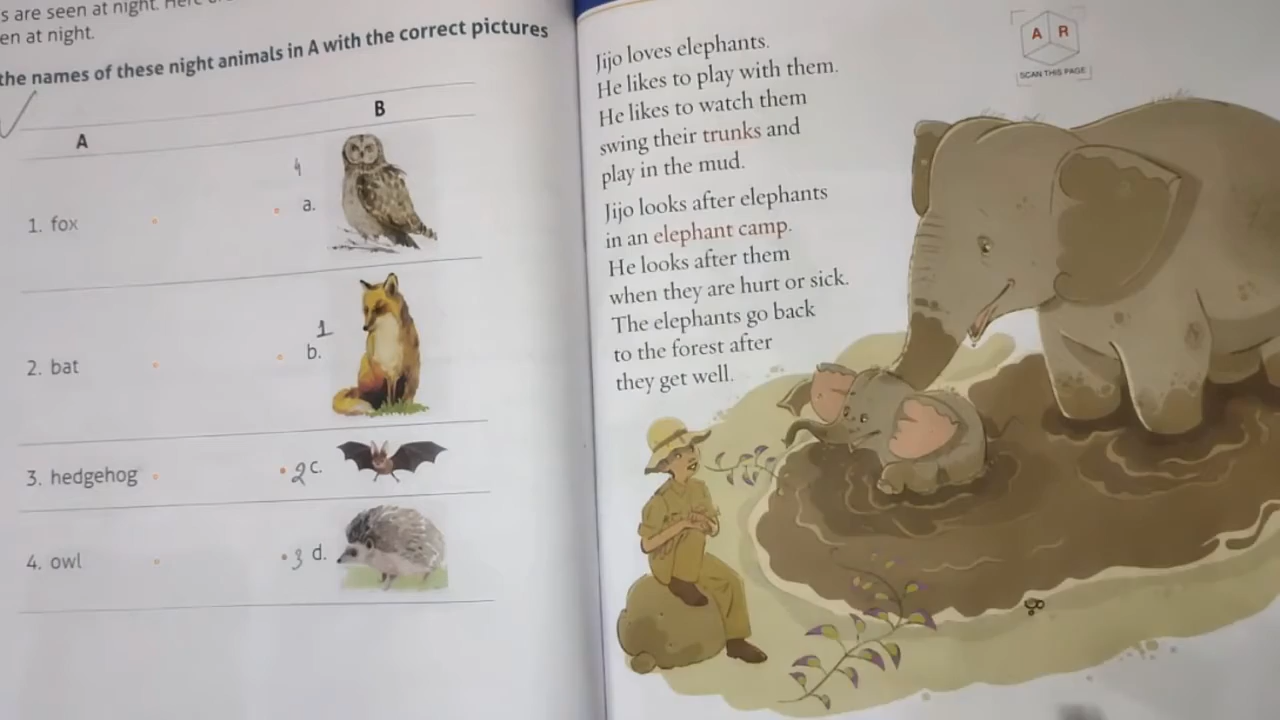 s are seen at night. Here
en at night.
the names of these night animals in A with the correct pictures
A
B
1. fox
4
a.
2. bat
1
b.
3. hedgehog
2 c.
4. owl
3 d.
Jijo loves elephants.
He likes to play with them.
He likes to watch them
swing their trunks and
play in the mud.
Jijo looks after elephants
in an elephant camp.
He looks after them
when they are hurt or sick.
The elephants go back
to the forest after
they get well.
A R
SCAN THIS PAGE